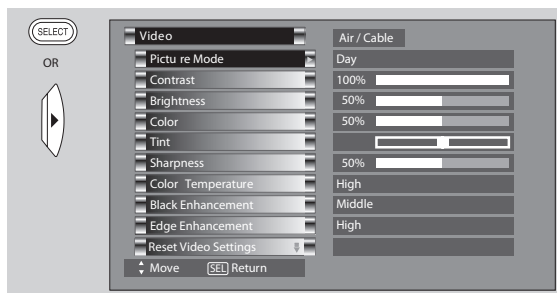 SELECT
OR
Video
Air / Cable
Pictu re Mode
Day
Contrast
100%
Brightness
50%
Color
50%
Tint
Sharpness
50%
Color Temperature
High
Black Enhancement
Middle
Edge Enhancement
High
Reset Video Settings
Move SEL Return